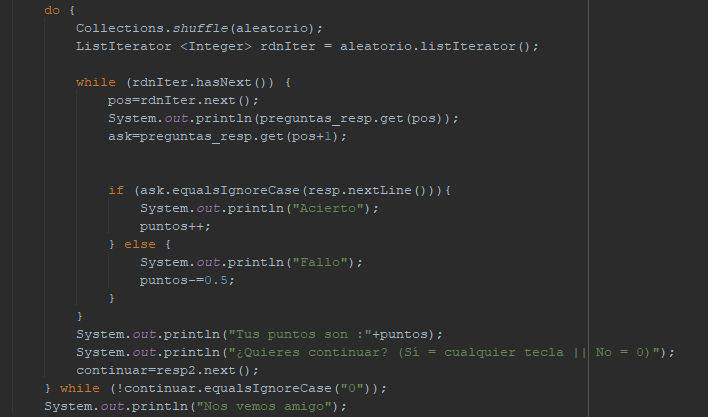 do {
Collections.shuffle(aleatorio);
ListIterator <Integer> rdnIter = aleatorio.listIterator();
while (rdnIter.hasNext()) {
pos=rdnIter.next();
System.out.println(preguntas_resp.get(pos));
ask=preguntas_resp.get(pos+1);
if (ask.equalsIgnoreCase(resp.nextLine())){
System.out.println("Acierto");
puntos++;
} else {
System.out.println("Fallo");
puntos-=0.5;
}
}
System.out.println("Tus puntos son :"+puntos);
System.out.println("¿Quieres continuar? (Sí = cualquier tecla || No = 0)");
continuar=resp2.next();
} while (!continuar.equalsIgnoreCase("0"));
System.out.println("Nos vemos amigo");